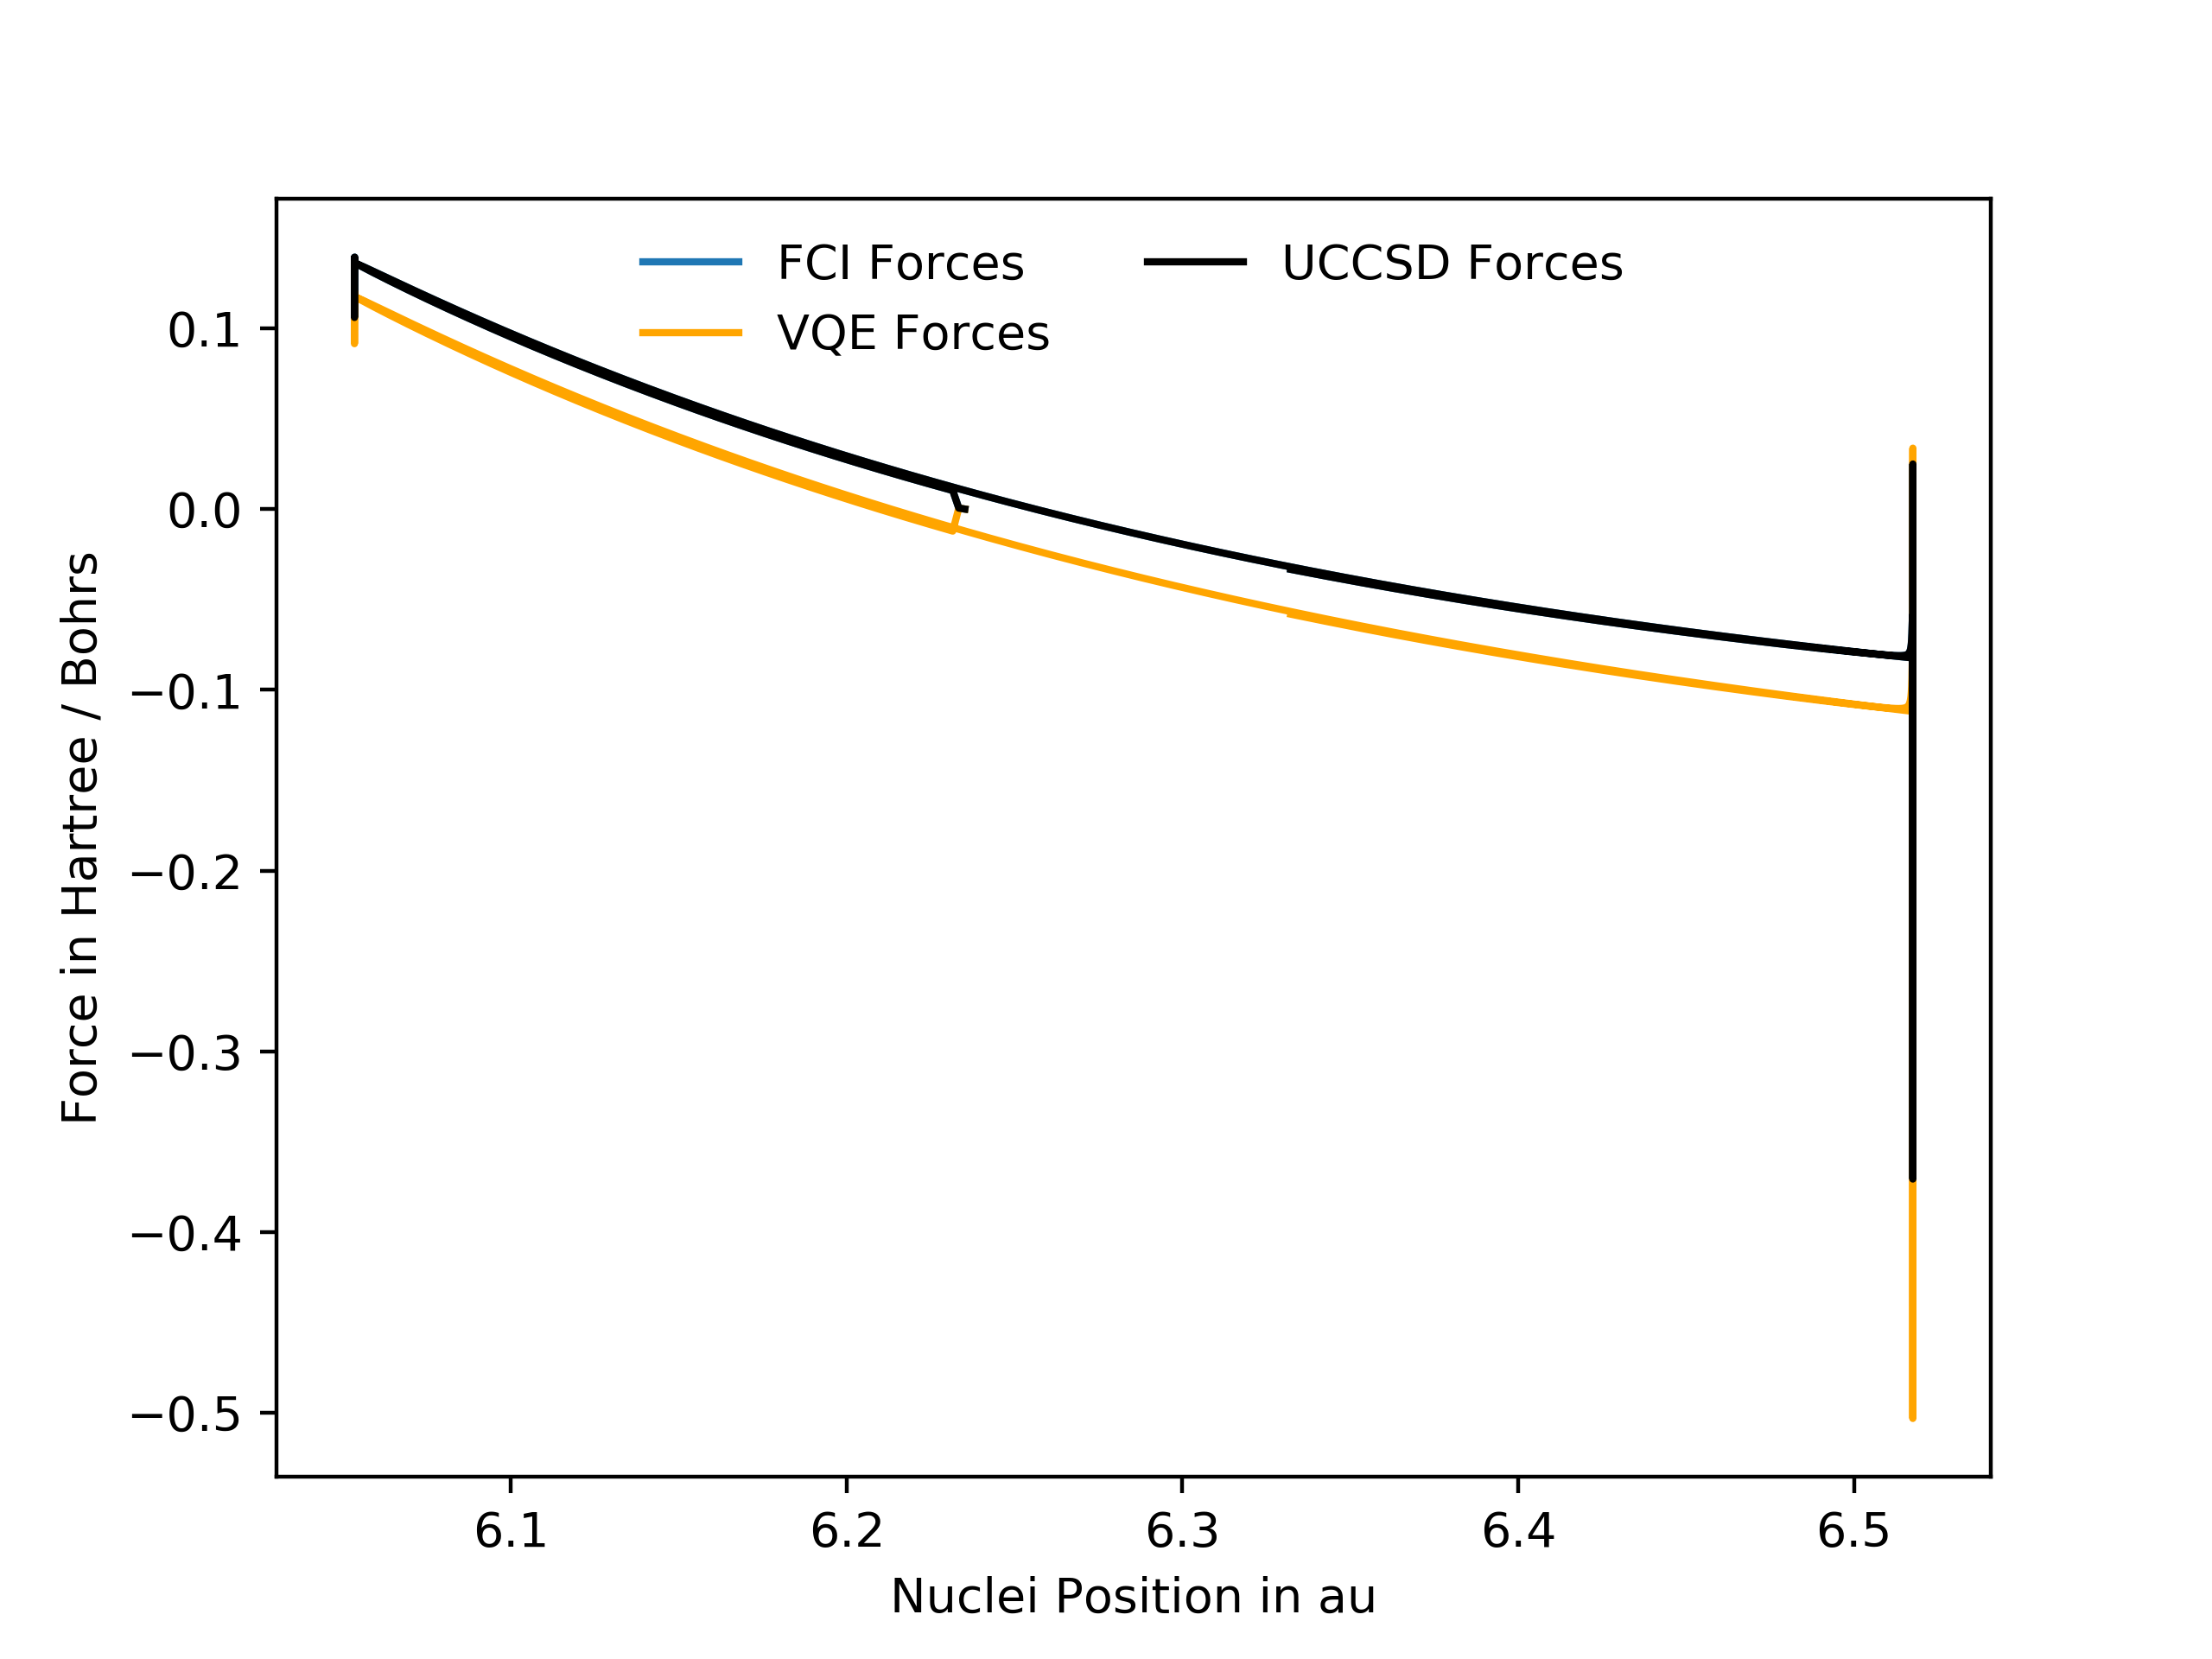 FCI Forces
VQE Forces
UCCSD Forces
0.1
0.0
−0.1
−0.2
−0.3
−0.4
−0.5
Force in Hartree / Bohrs
6.1
6.2
6.3
6.4
6.5
Nuclei Position in au